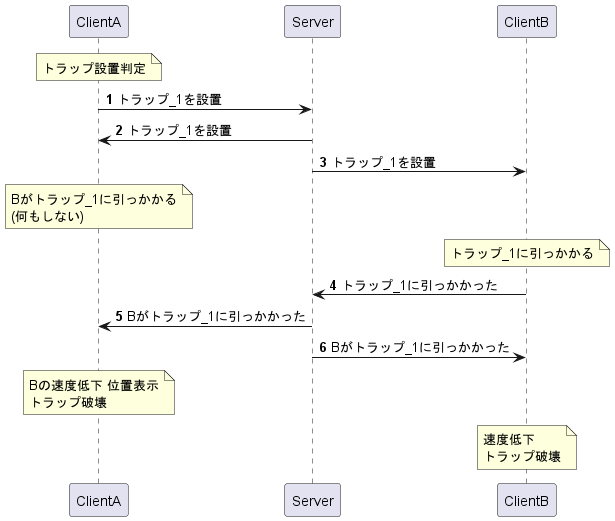 ClientA
Server
ClientB
トラップ設置判定
1 トラップ_1を設置
2 トラップ_1を設置
3 トラップ_1を設置
Bがトラップ_1に引っかかる
(何もしない)
トラップ_1に引っかかる
4 トラップ_1に引っかかった
5 Bがトラップ_1に引っかかった
6 Bがトラップ_1に引っかかった
Bの速度低下 位置表示
トラップ破壊
速度低下
トラップ破壊
ClientA
Server
ClientB